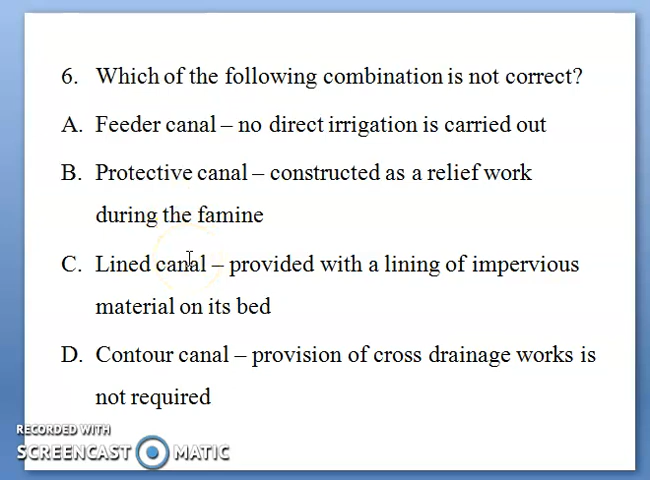 6. Which of the following combination is not correct?
A. Feeder canal – no direct irrigation is carried out
B. Protective canal – constructed as a relief work
during the famine
C. Lined canal – provided with a lining of impervious
material on its bed
D. Contour canal – provision of cross drainage works is
not required
RECORDED WITH
SCREENCAST MATIC